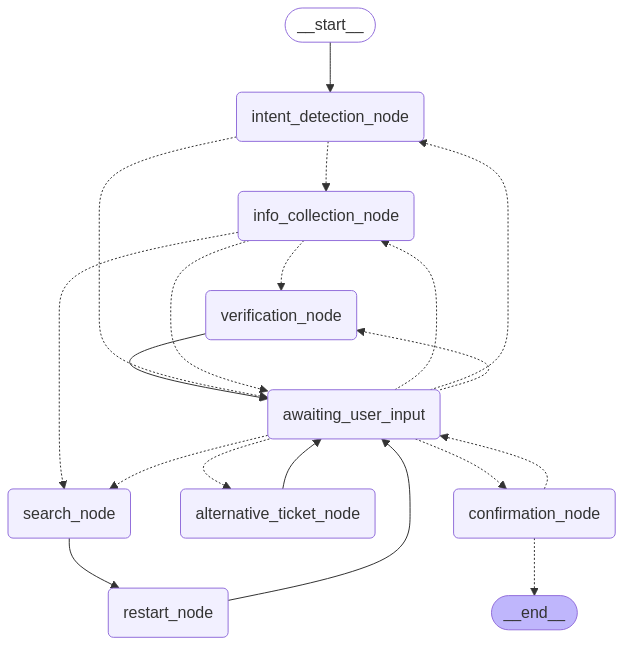 __start__
intent_detection_node
info_collection_node
verification_node
awaiting_user_input
search_node
alternative_ticket_node
confirmation_node
restart_node
__end__